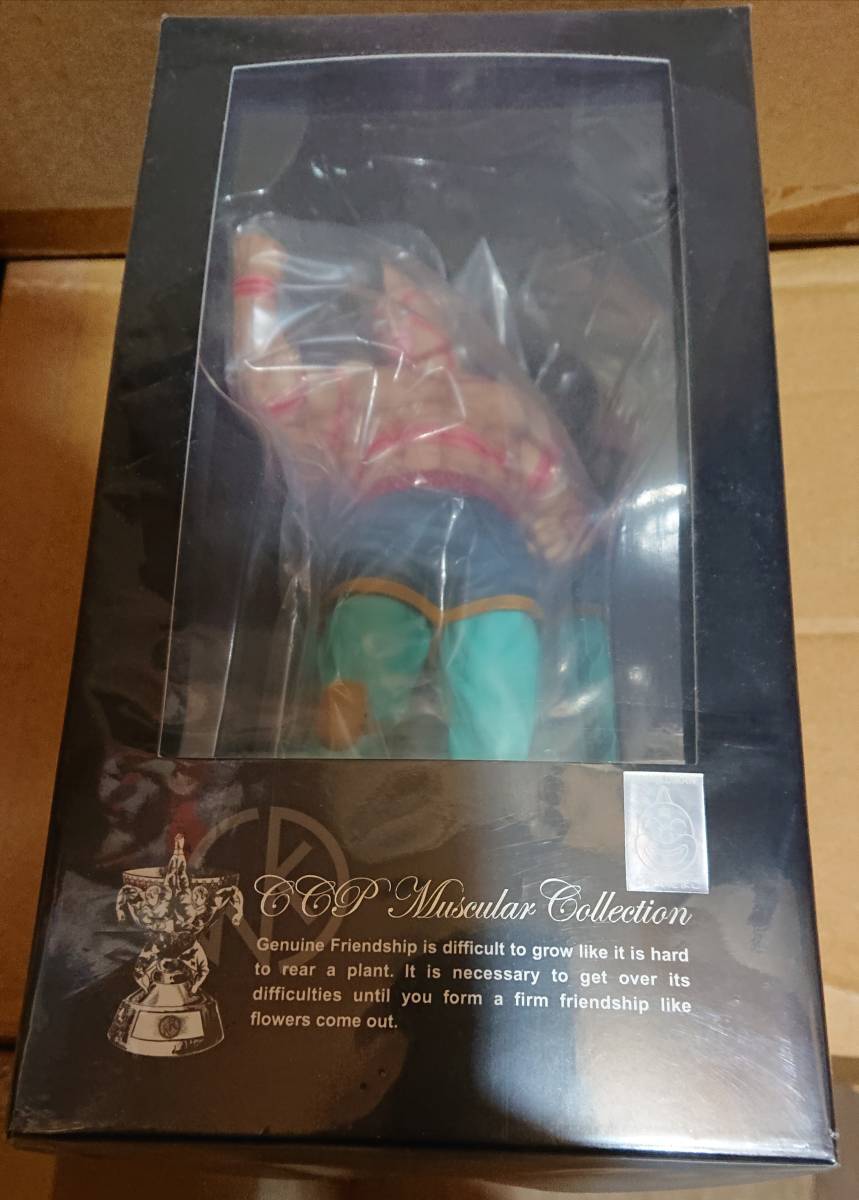 CCP Muscular Collection
Genuine Friendship is difficult to grow like it is hard
to rear a plant. It is necessary to get over its
difficulties until you form a firm friendship like
flowers come out.